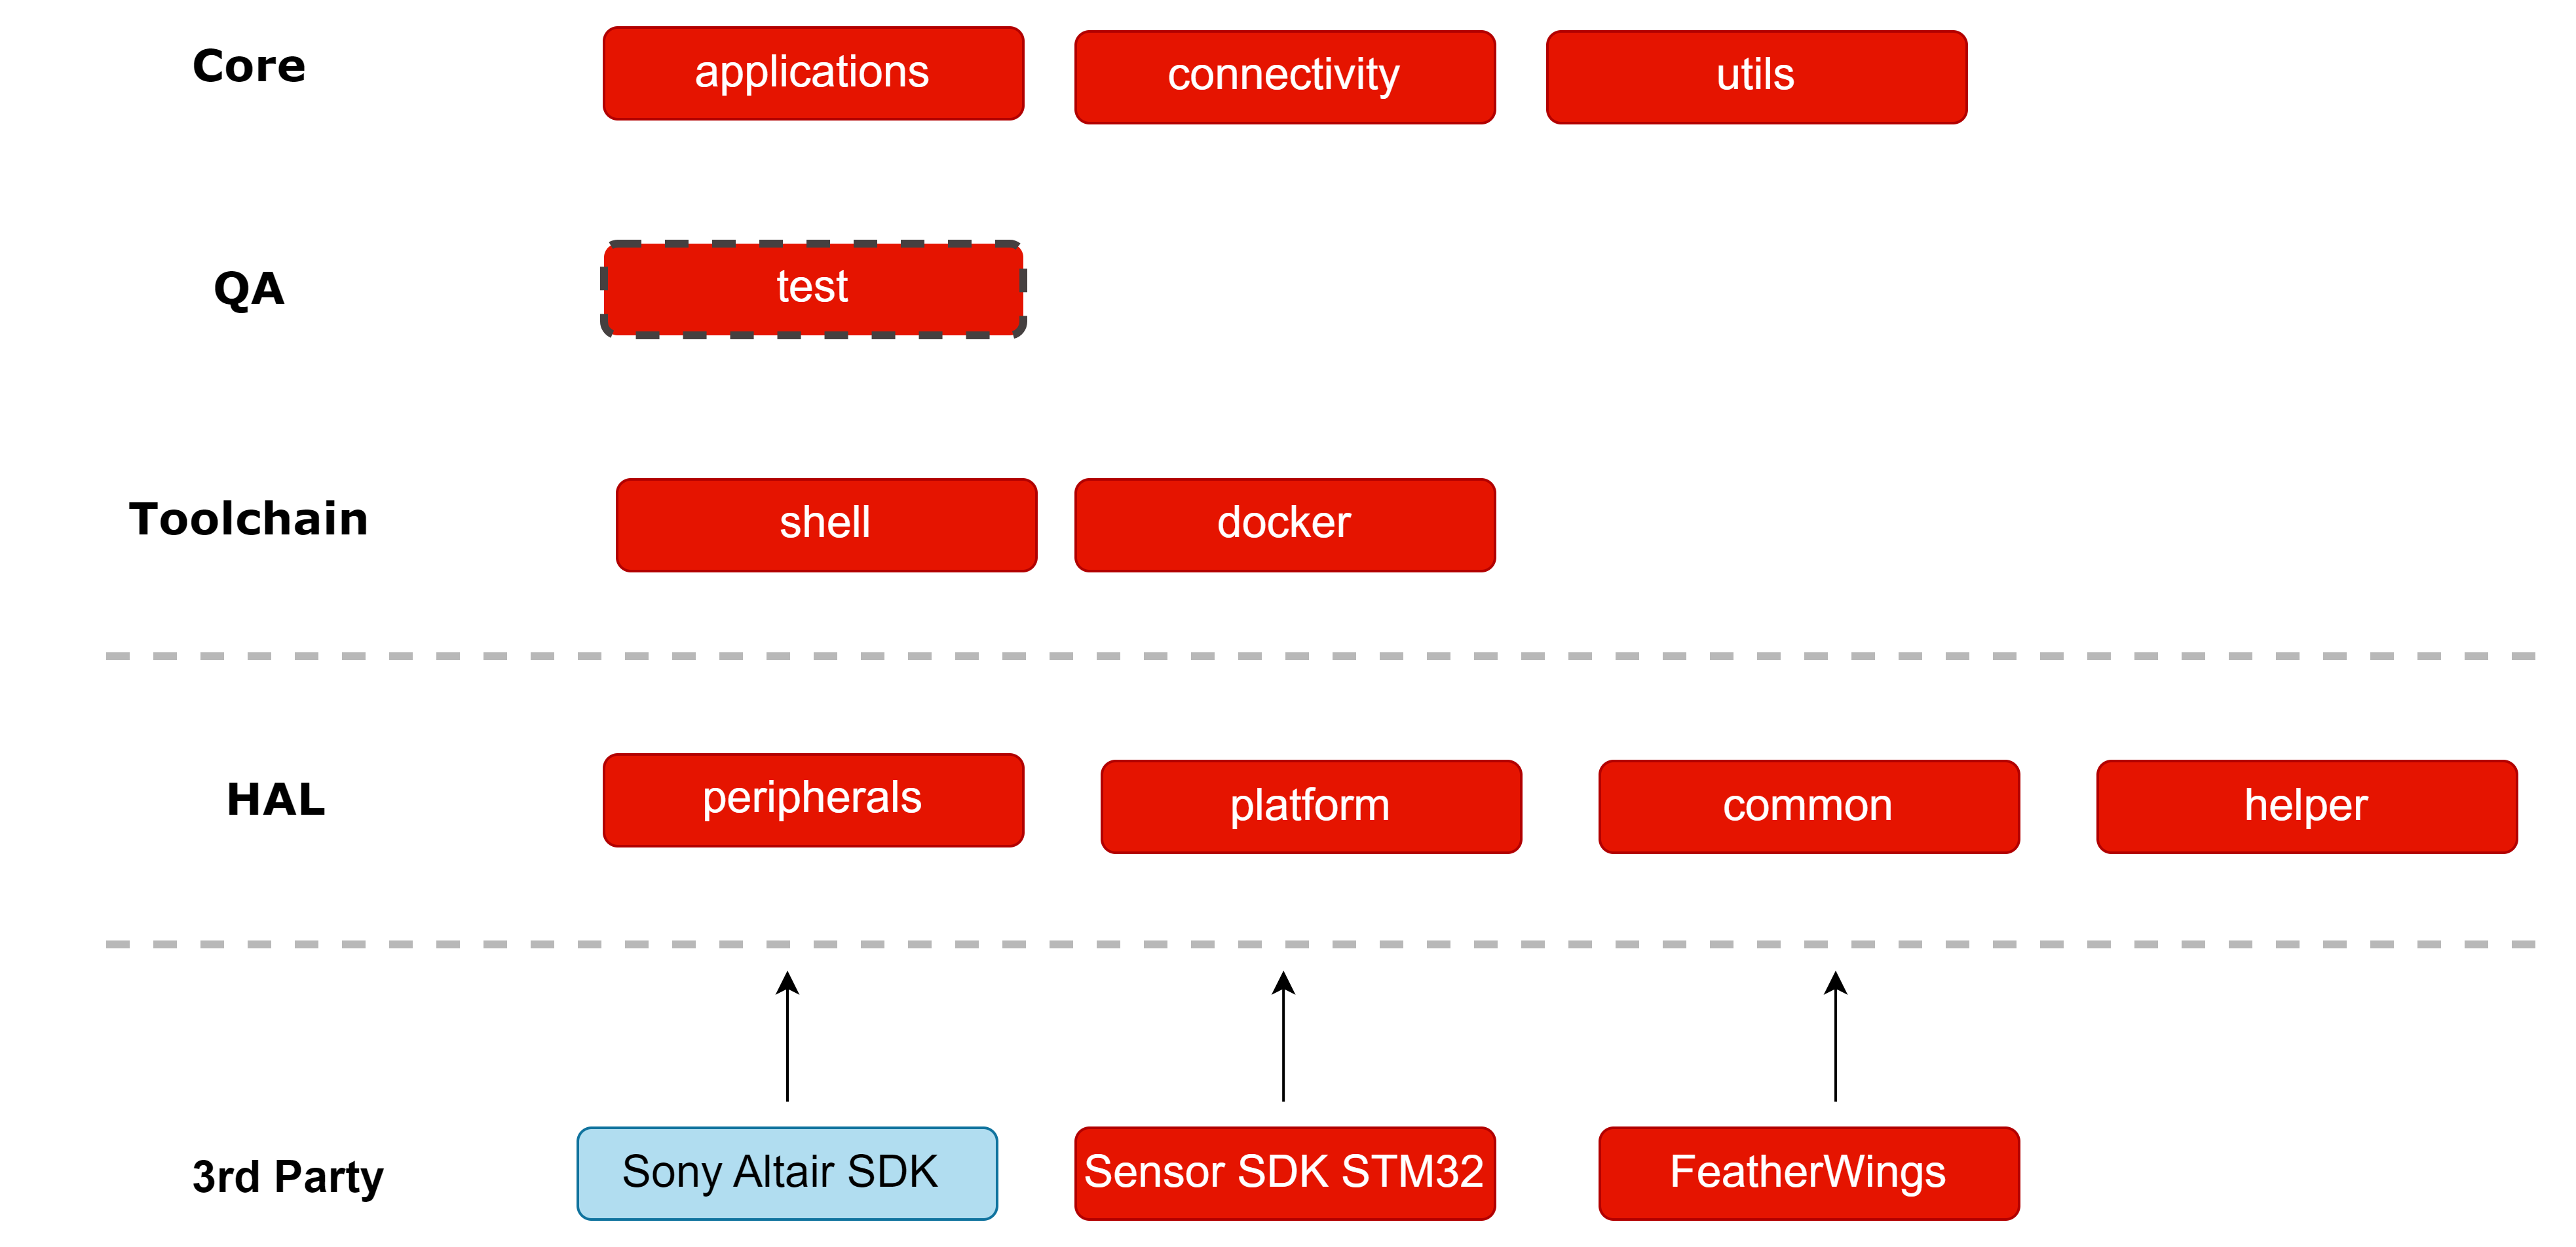 Core
applications
connectivity
utils
QA
test
Toolchain
shell
docker
HAL
peripherals
platform
common
helper
3rd Party
Sony Altair SDK
Sensor SDK STM32
FeatherWings